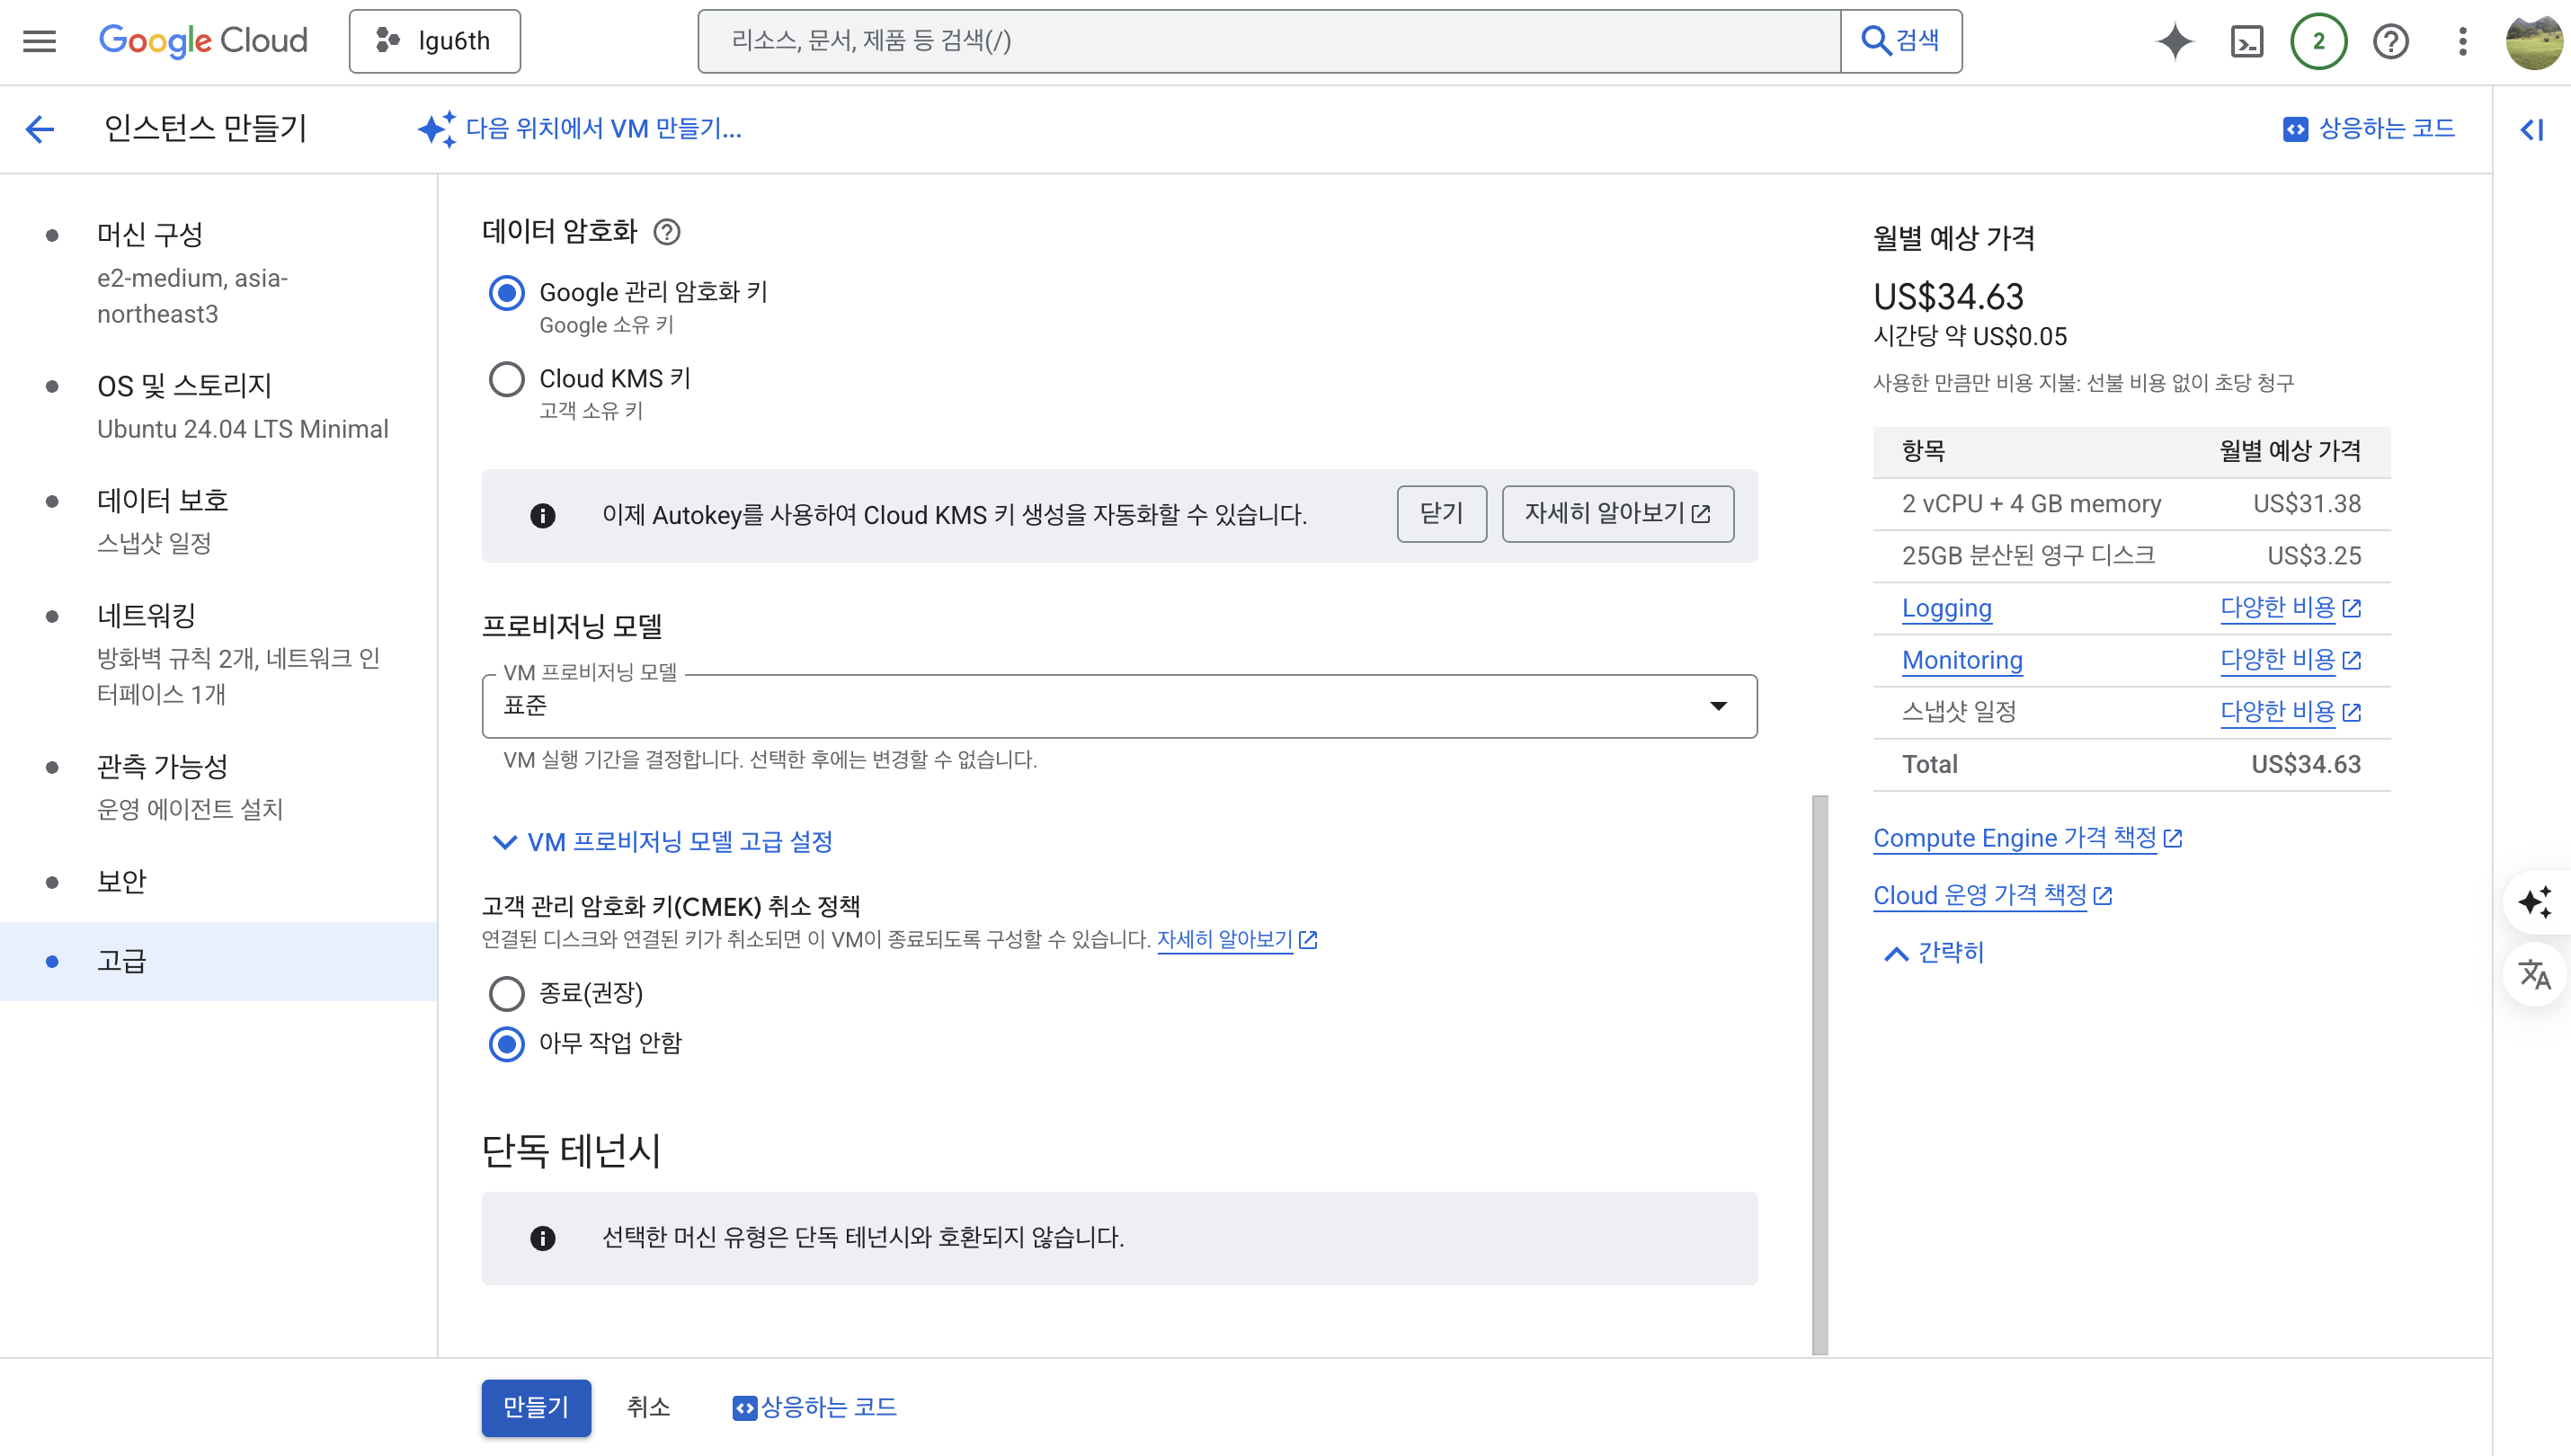 Google Cloud
lgu6th
리소스, 문서, 제품 등 검색(/)
검색
2
인스턴스 만들기
다음 위치에서 VM 만들기...
상응하는 코드
머신 구성
e2-medium, asia-
northeast3
OS 및 스토리지
Ubuntu 24.04 LTS Minimal
데이터 보호
스냅샷 일정
네트워킹
방화벽 규칙 2개, 네트워크 인
터페이스 1개
관측 가능성
운영 에이전트 설치
보안
고급
데이터 암호화
Google 관리 암호화 키
Google 소유 키
Cloud KMS 키
고객 소유 키
이제 Autokey를 사용하여 Cloud KMS 키 생성을 자동화할 수 있습니다.
닫기
자세히 알아보기
프로비저닝 모델
VM 프로비저닝 모델
표준
VM 실행 기간을 결정합니다. 선택한 후에는 변경할 수 없습니다.
VM 프로비저닝 모델 고급 설정
고객 관리 암호화 키(CMEK) 취소 정책
연결된 디스크와 연결된 키가 취소되면 이 VM이 종료되도록 구성할 수 있습니다. 자세히 알아보기
종료(권장)
아무 작업 안함
단독 테넌시
선택한 머신 유형은 단독 테넌시와 호환되지 않습니다.
만들기
취소
상응하는 코드
월별 예상 가격
US$34.63
시간당 약 US$0.05
사용한 만큼만 비용 지불: 선불 비용 없이 초당 청구
항목 월별 예상 가격
2 vCPU + 4 GB memory US$31.38
25GB 분산된 영구 디스크 US$3.25
Logging 다양한 비용
Monitoring 다양한 비용
스냅샷 일정 다양한 비용
Total US$34.63
Compute Engine 가격 책정
Cloud 운영 가격 책정
간략히